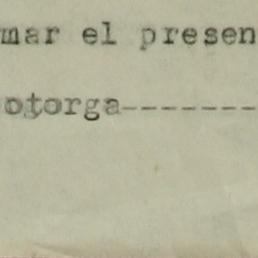 mar el presen
otorga-------